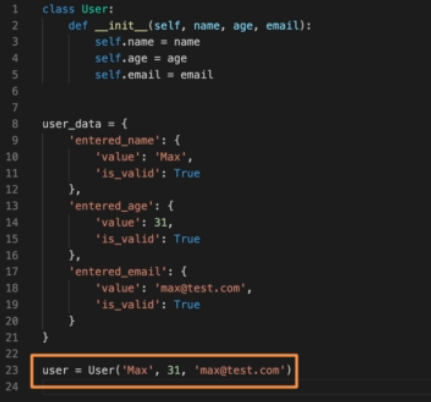 1 class User:
2     def __init__(self, name, age, email):
3         self.name = name
4         self.age = age
5         self.email = email
6
7
8 user_data = {
9     'entered_name': {
10         'value': 'Max',
11         'is_valid': True
12     },
13     'entered_age': {
14         'value': 31,
15         'is_valid': True
16     },
17     'entered_email': {
18         'value': 'max@test.com',
19         'is_valid': True
20     }
21 }
22
23 user = User('Max', 31, 'max@test.com')
24